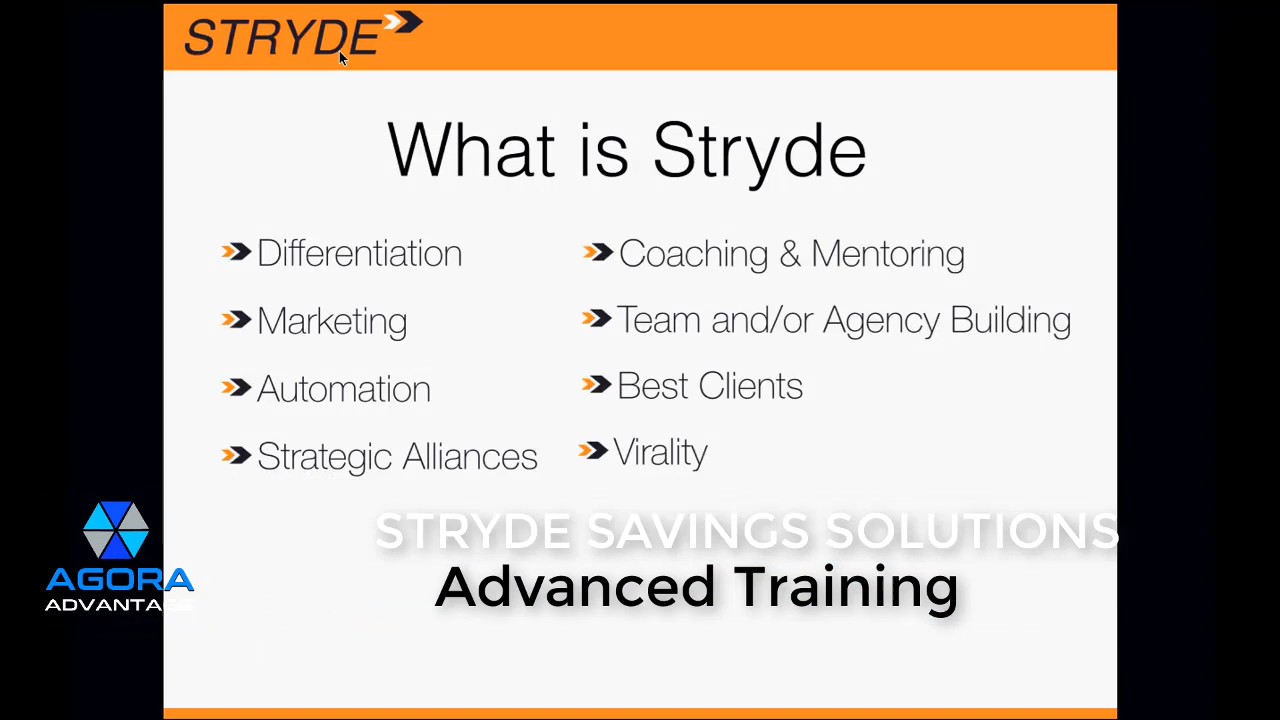 STRYDE
What is Stryde
Differentiation
Marketing
Automation
Strategic Alliances
Coaching & Mentoring
Team and/or Agency Building
Best Clients
Virality
STRYDE SAVINGS SOLUTIONS
Advanced Training
AGORA
ADVANTAGE